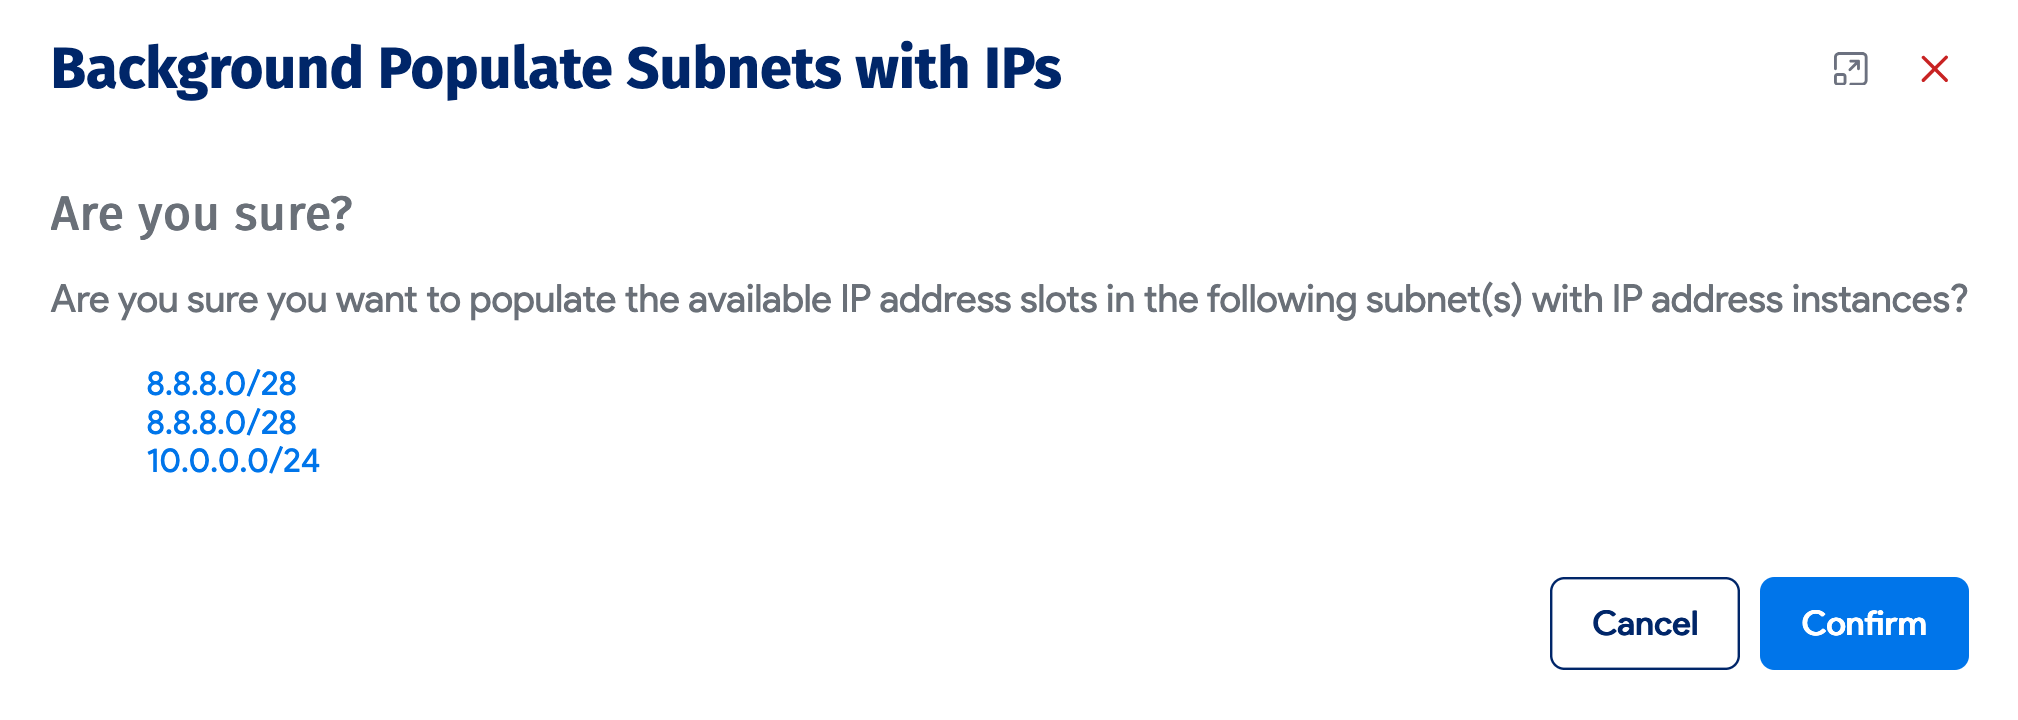 Background Populate Subnets with IPs
Are you sure?
Are you sure you want to populate the available IP address slots in the following subnet(s) with IP address instances?
8.8.8.0/28
8.8.8.0/28
10.0.0.0/24
Cancel
Confirm